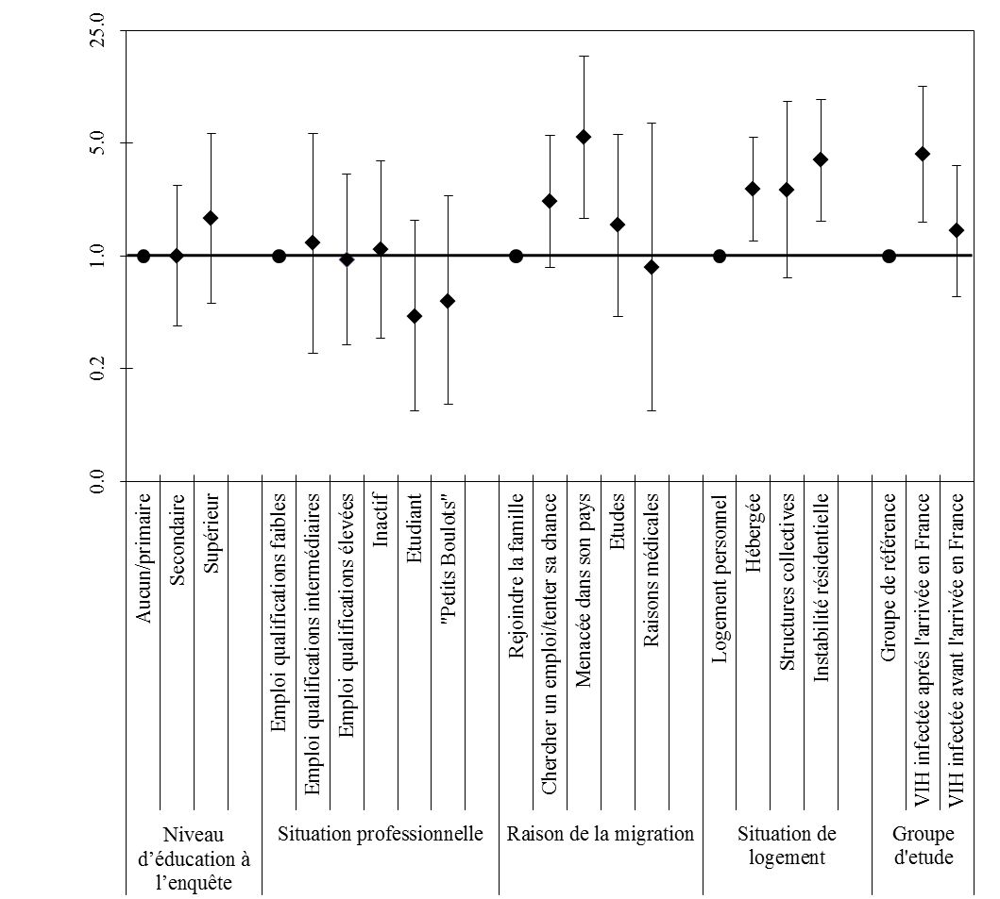 25.0
5.0
1.0
0.2
0.0
Aucun/primaire
Secondaire
Supérieur
Emploi qualifications faibles
Emploi qualifications intermédiaires
Emploi qualifications élevées
Inactif
Etudiant
"Petits Boulots"
Rejoindre la famille
Chercher un emploi/tenter sa chance
Menacée dans son pays
Etudes
Raisons médicales
Logement personnel
Hébergée
Structures collectives
Instabilité résidentielle
Groupe de référence
VIH infectée aprés l'arrivée en France
VIH infectée avant l'arrivée en France
Niveau
d’éducation à
l’enquête
Situation professionnelle
Raison de la migration
Situation de
logement
Groupe
d'etude